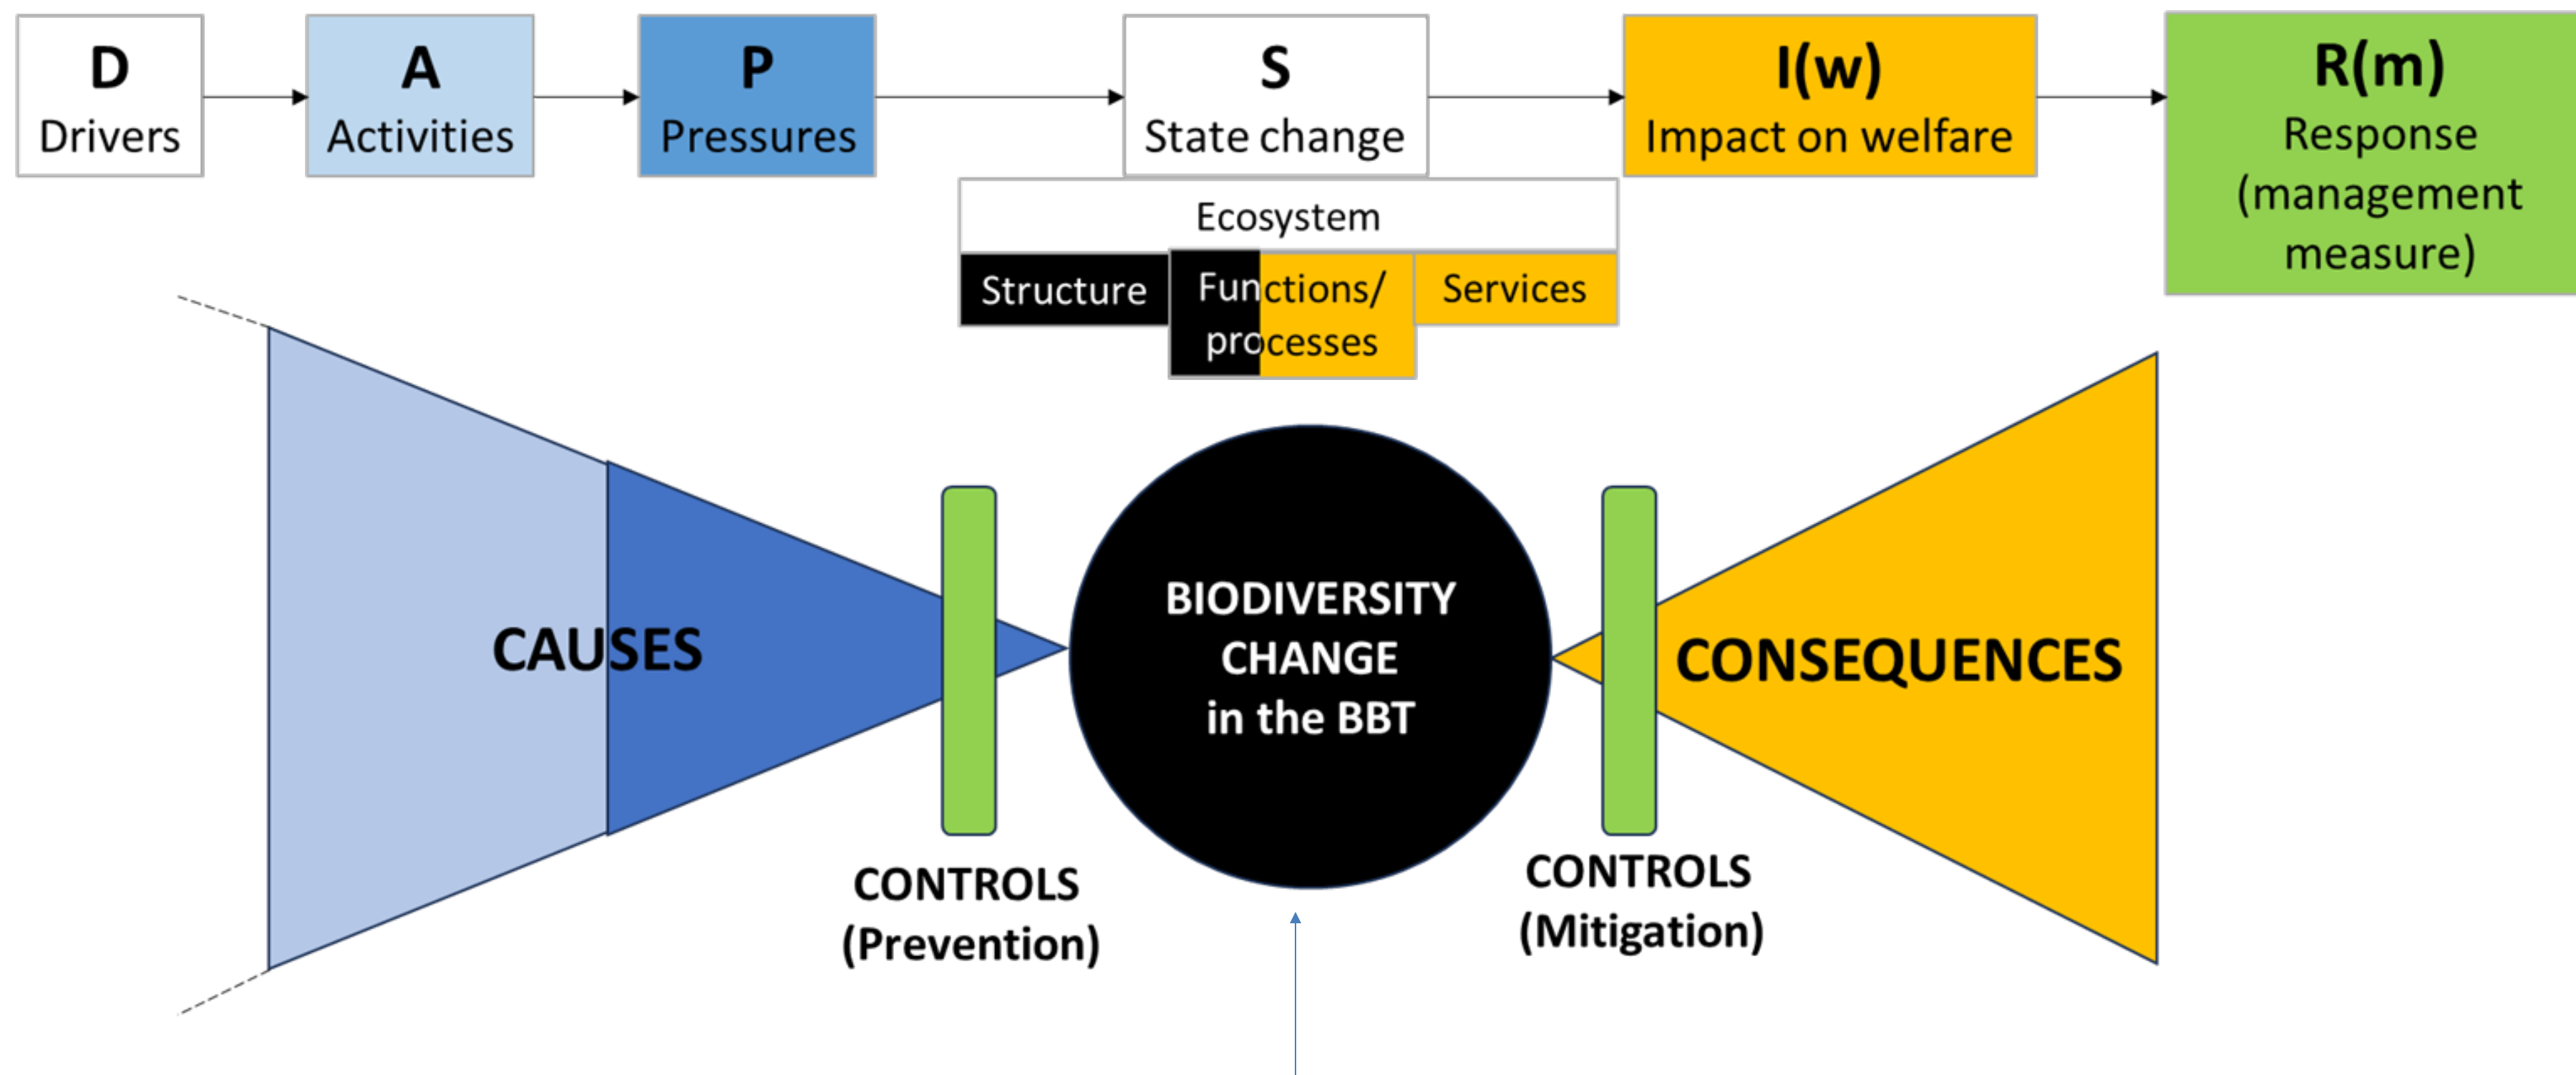 D
Drivers
A
Activities
P
Pressures
S
State change
I(w)
Impact on welfare
R(m)
Response
(management
measure)
Ecosystem
Structure
Functions/
processes
Services
CAUSES
BIODIVERSITY
CHANGE
in the BBT
CONSEQUENCES
CONTROLS
(Prevention)
CONTROLS
(Mitigation)